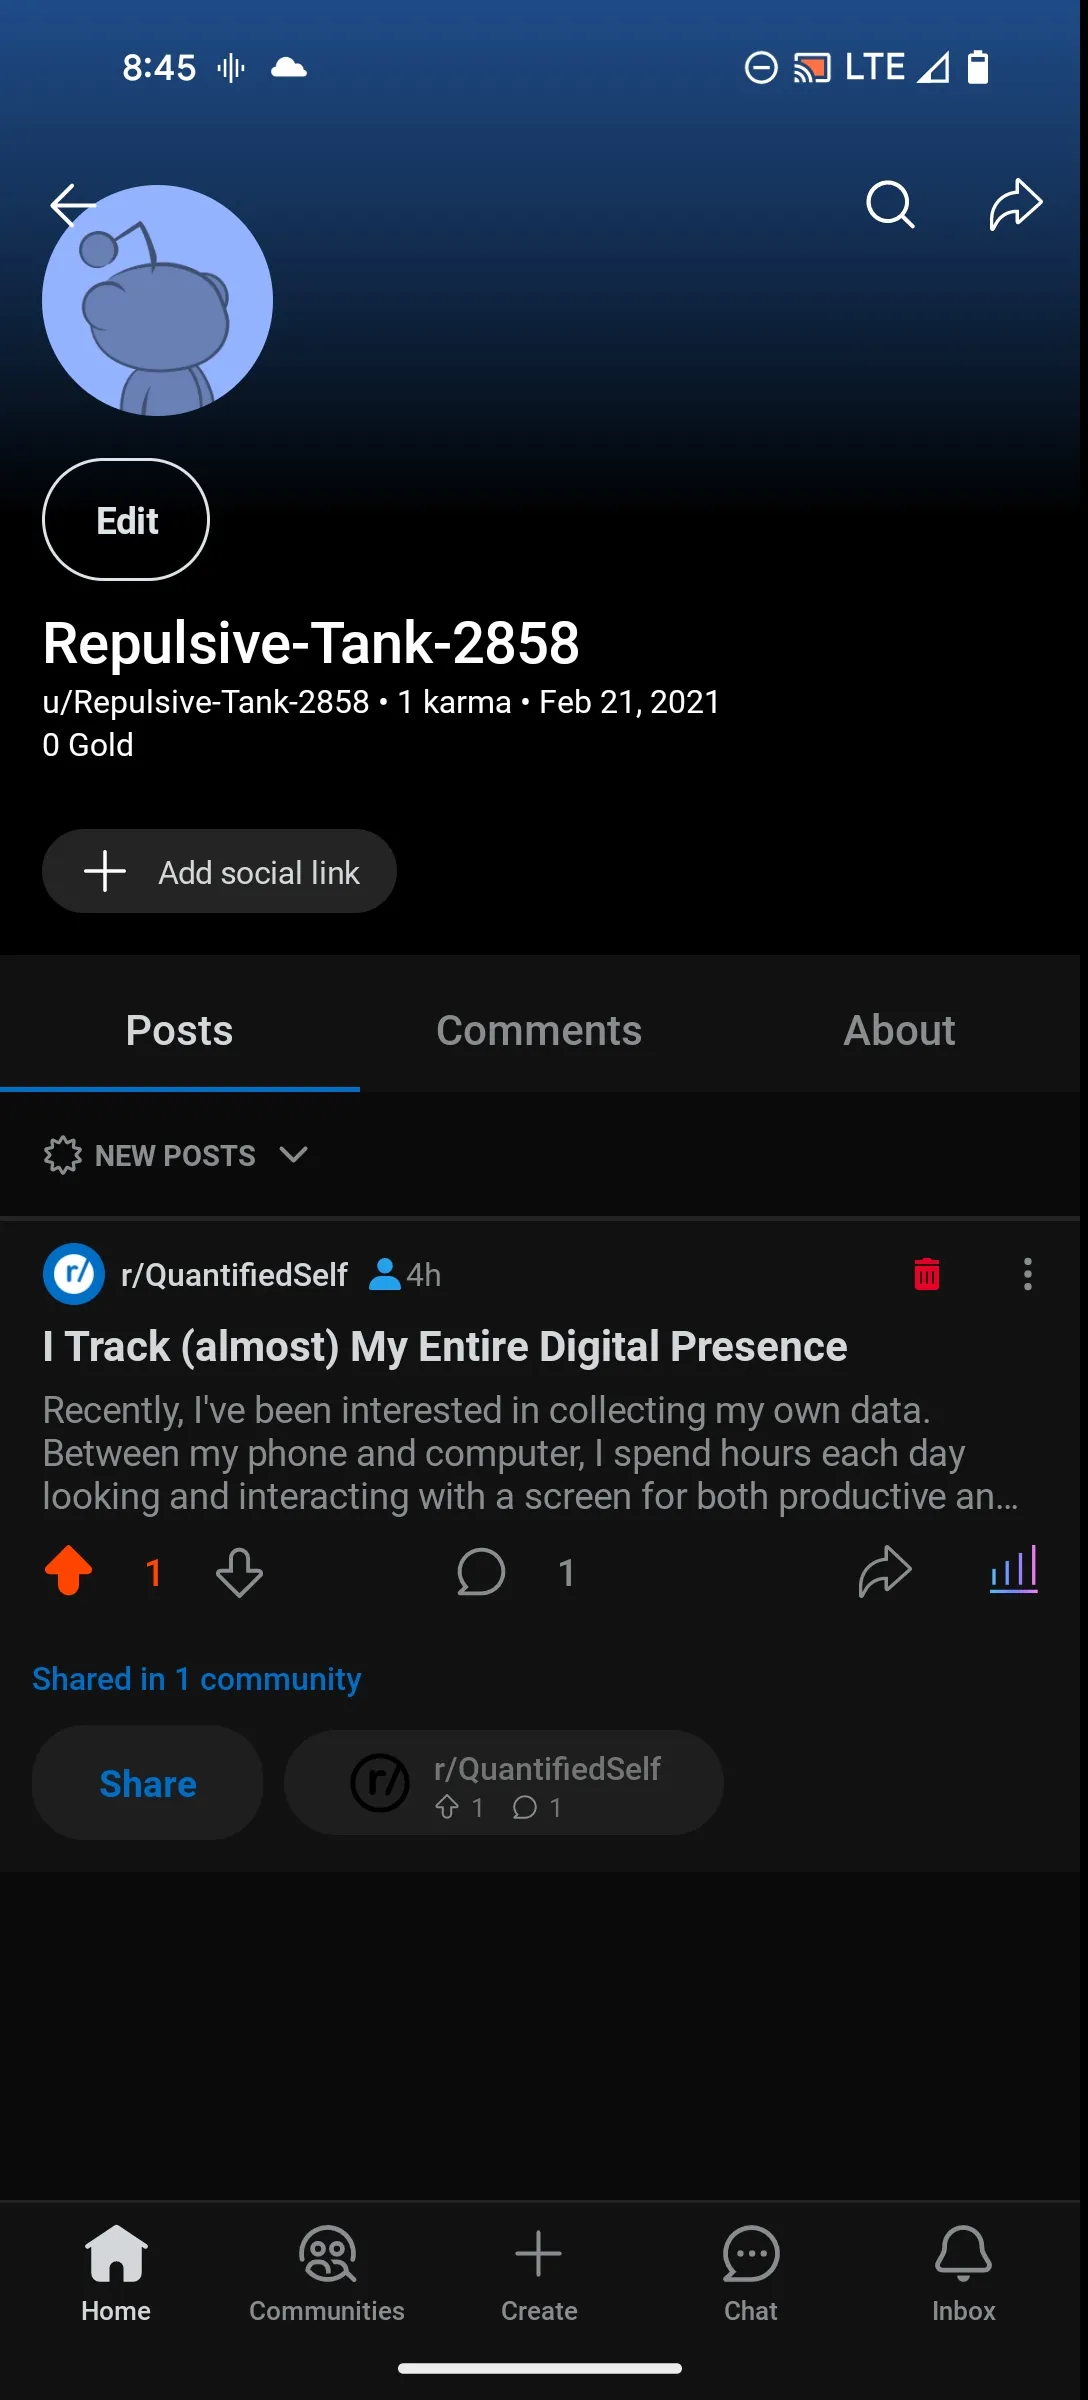 8:45
LTE
Edit
Repulsive-Tank-2858
u/Repulsive-Tank-2858 • 1 karma • Feb 21, 2021
0 Gold
Add social link
Posts Comments About
NEW POSTS
r/ r/QuantifiedSelf 4h
I Track (almost) My Entire Digital Presence
Recently, I've been interested in collecting my own data.
Between my phone and computer, I spend hours each day
looking and interacting with a screen for both productive an...
1 1
Shared in 1 community
Share
r/ r/QuantifiedSelf
1 1
Home Communities Create Chat Inbox